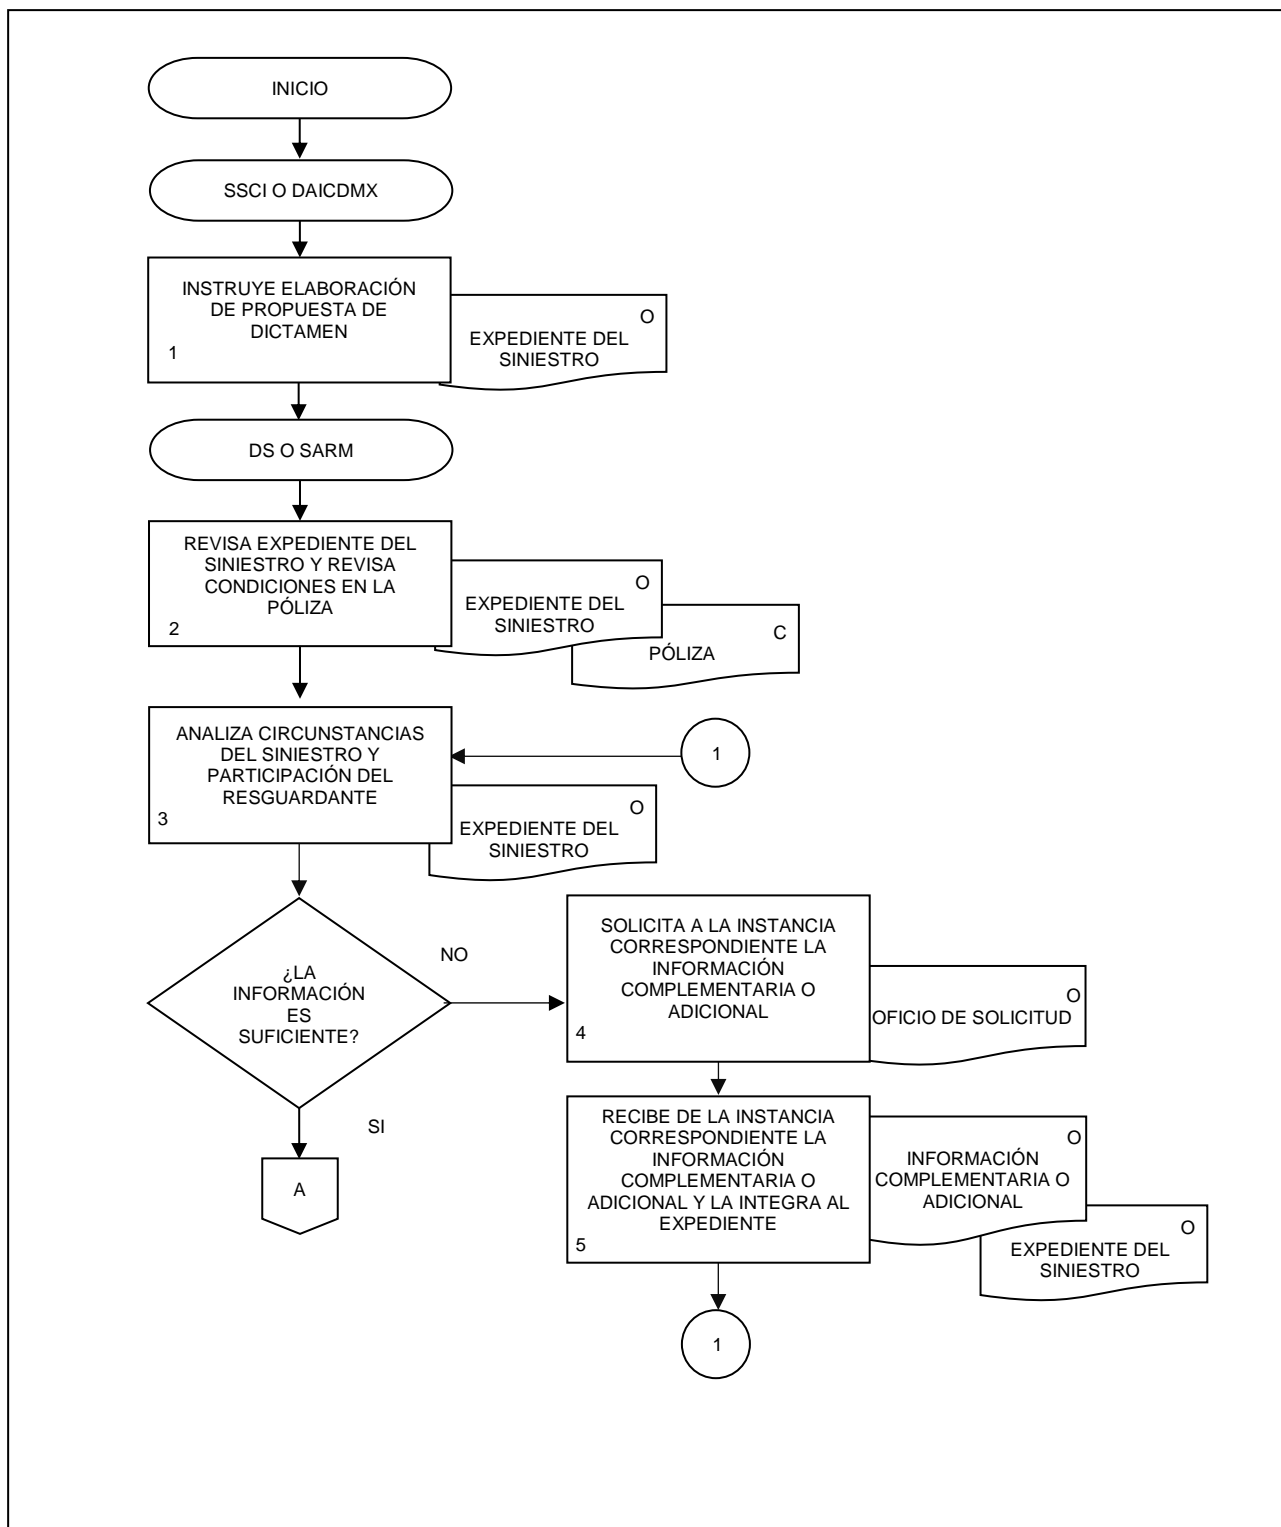 INICIO
SSCI O DAICDMX
INSTRUYE ELABORACIÓN
DE PROPUESTA DE
DICTAMEN
1
O
EXPEDIENTE DEL
SINIESTRO
DS O SARM
REVISA EXPEDIENTE DEL
SINIESTRO Y REVISA
CONDICIONES EN LA
PÓLIZA
2
O
EXPEDIENTE DEL
SINIESTRO
C
PÓLIZA
ANALIZA CIRCUNSTANCIAS
DEL SINIESTRO Y
PARTICIPACIÓN DEL
RESGUARDANTE
3
1
O
EXPEDIENTE DEL
SINIESTRO
¿LA
INFORMACIÓN
ES
SUFICIENTE?
NO
SOLICITA A LA INSTANCIA
CORRESPONDIENTE LA
INFORMACIÓN
COMPLEMENTARIA O
ADICIONAL
4
O
OFICIO DE SOLICITUD
SI
A
RECIBE DE LA INSTANCIA
CORRESPONDIENTE LA
INFORMACIÓN
COMPLEMENTARIA O
ADICIONAL Y LA INTEGRA AL
EXPEDIENTE
5
O
INFORMACIÓN
COMPLEMENTARIA O
ADICIONAL
O
EXPEDIENTE DEL
SINIESTRO
1